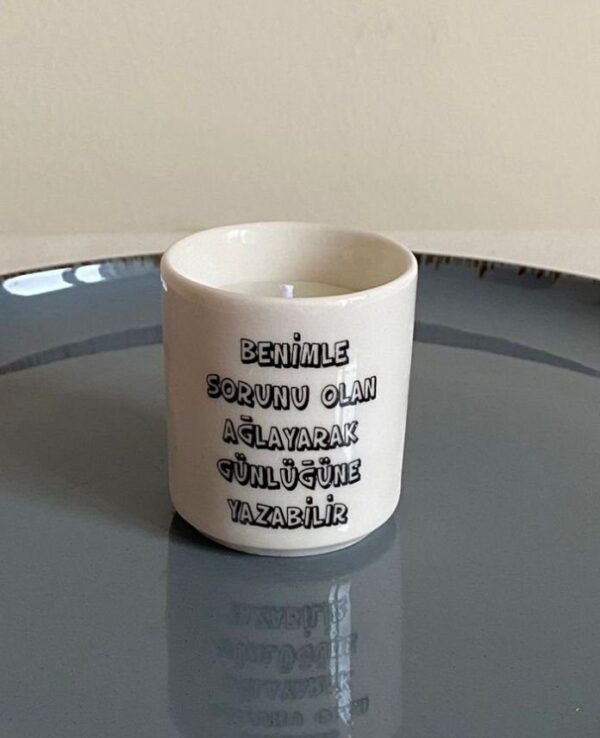 BENİMLE
SORUNU OLAN
AĞLAYARAK
GÜNLÜĞÜNE
YAZABİLİR